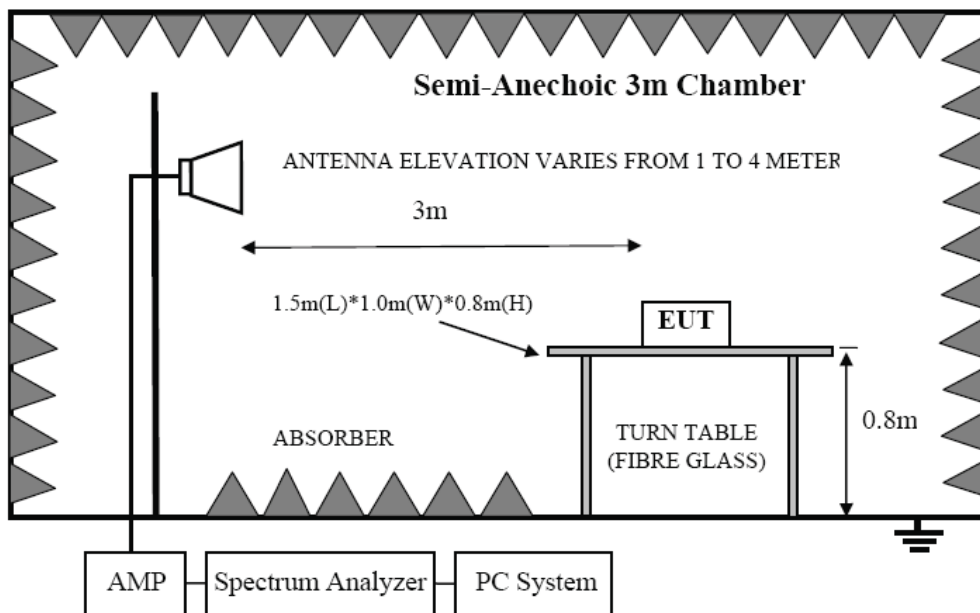 Semi-Anechoic 3m Chamber
ANTENNA ELEVATION VARIES FROM 1 TO 4 METER
3m
1.5m(L)*1.0m(W)*0.8m(H)
EUT
0.8m
ABSORBER
TURN TABLE
(FIBRE GLASS)
AMP
Spectrum Analyzer
PC System